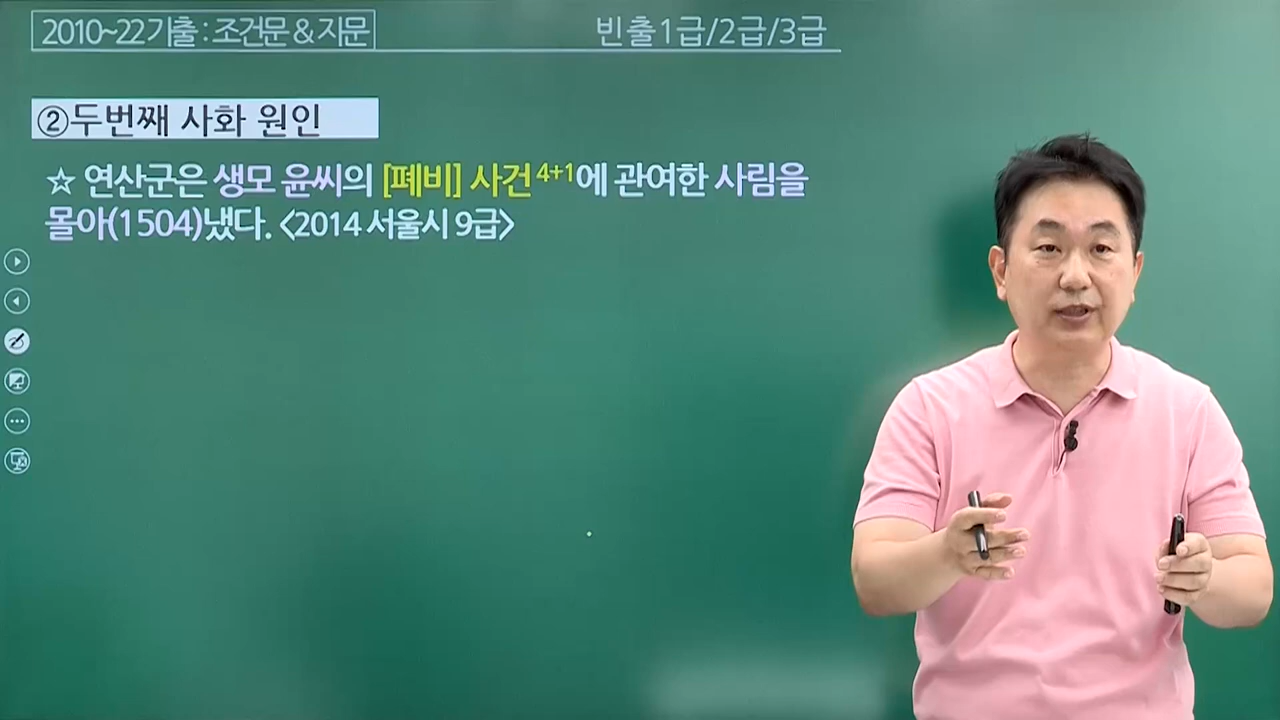 2010~22기출 : 조건문 & 지문
빈출 1급/2급/3급
②두번째 사화 원인
☆ 연산군은 생모 윤씨의 [폐비] 사건 4+1에 관여한 사림을
몰아(1504)냈다. <2014 서울시 9급>